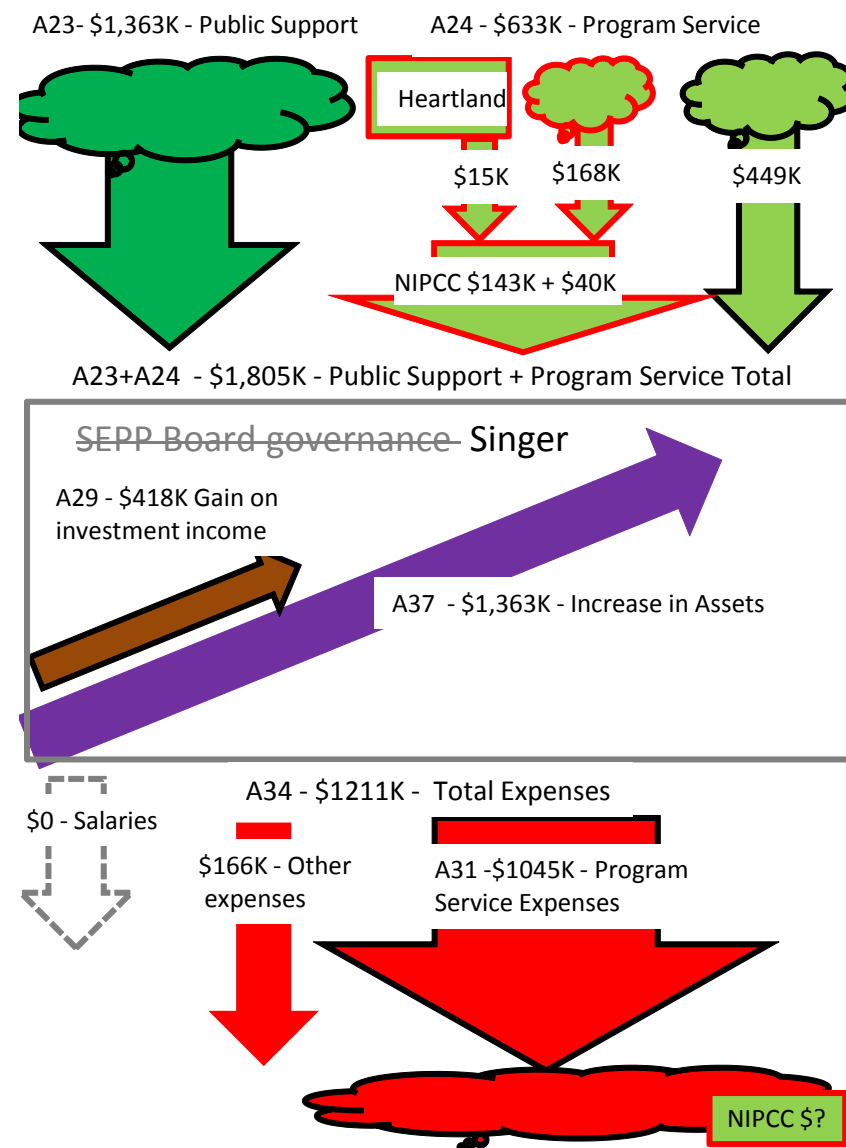 A23- $1,363K - Public Support
A24 - $633K - Program Service
Heartland
$15K
$168K
$449K
NIPCC $143K + $40K
A23+A24 - $1,805K - Public Support + Program Service Total
SEPP Board governance Singer
A29 - $418K Gain on
investment income
A37 - $1,363K - Increase in Assets
A34 - $1211K - Total Expenses
$0 - Salaries
$166K - Other
expenses
A31 -$1045K - Program
Service Expenses
NIPCC $?